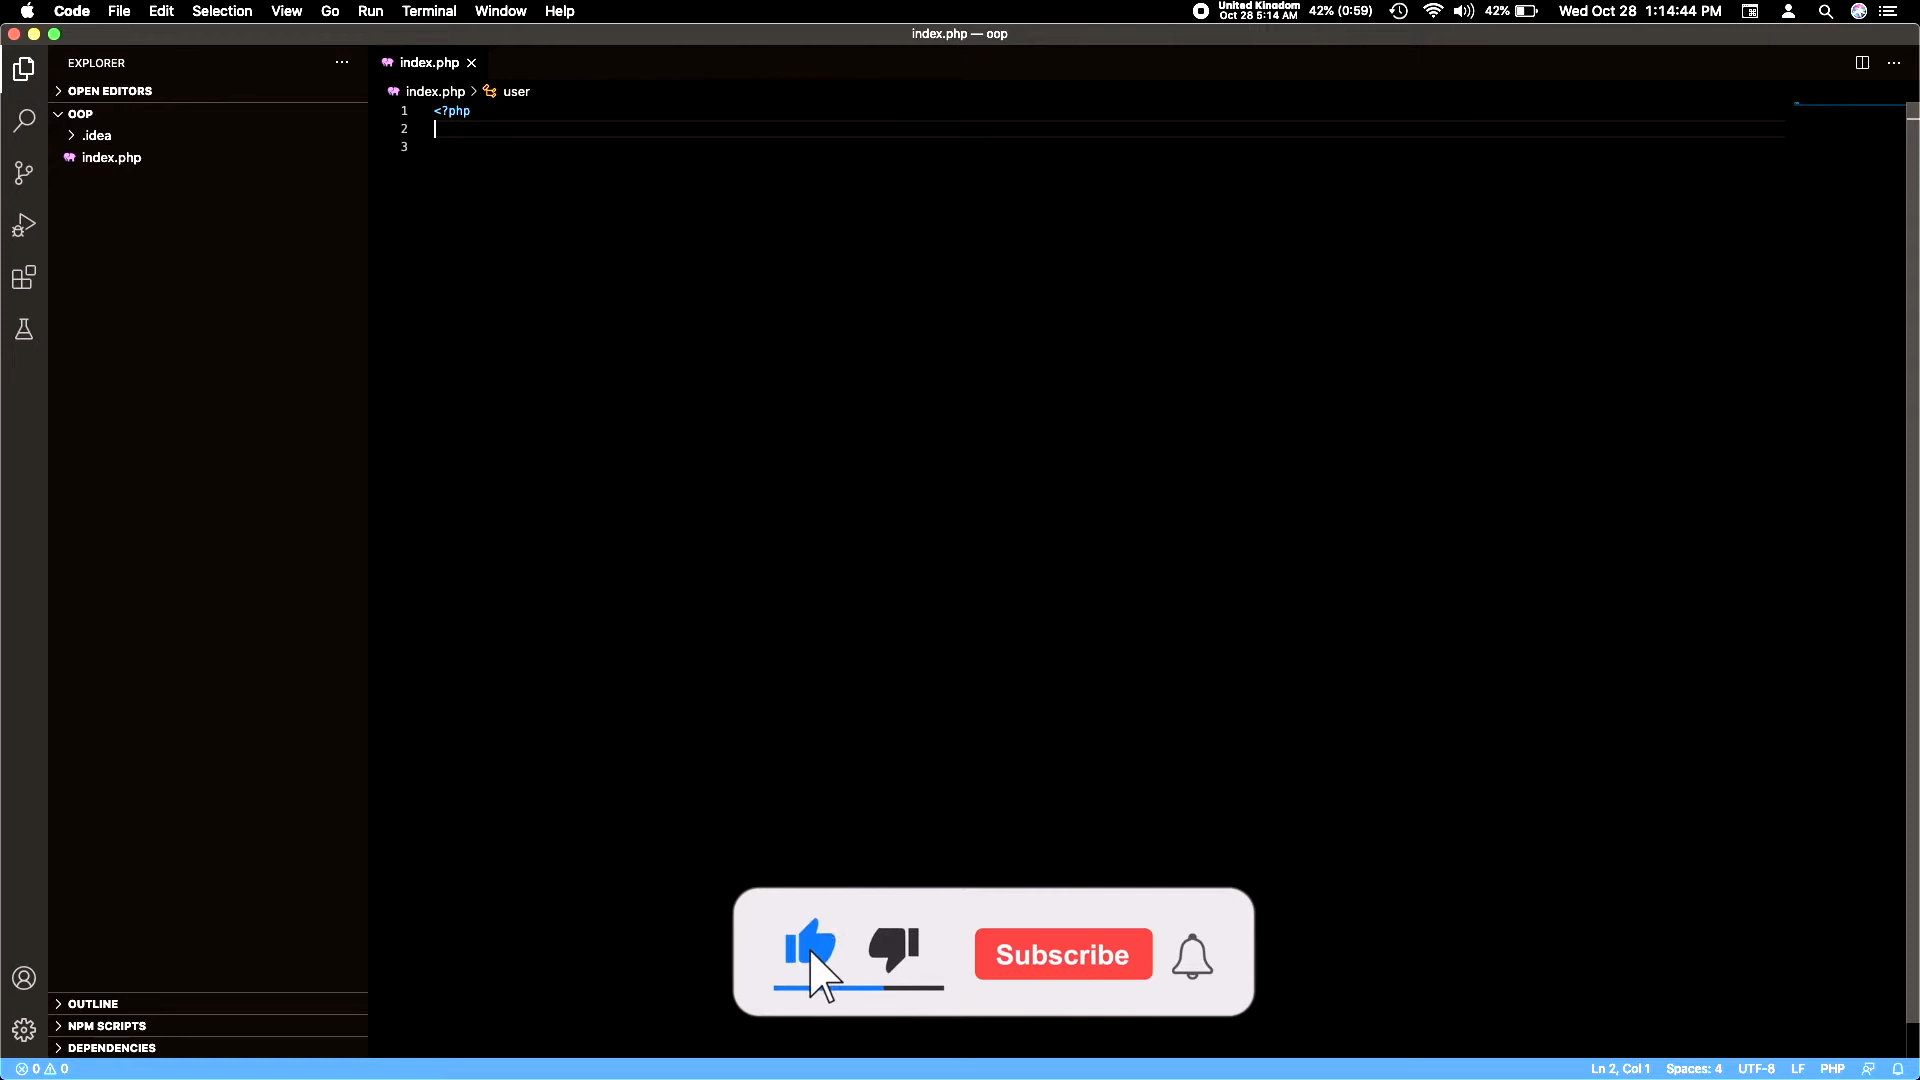 Code File Edit Selection View Go Run Terminal Window Help
United Kingdom
Oct 28 5:14 AM
42% (0:59) 42% Wed Oct 28 1:14:44 PM
index.php — oop
EXPLORER
index.php
OPEN EDITORS
index.php > user
OOP
.idea
index.php
1 <?php
2
3
Subscribe
OUTLINE
NPM SCRIPTS
DEPENDENCIES
0 0
Ln 2, Col 1 Spaces: 4 UTF-8 LF PHP